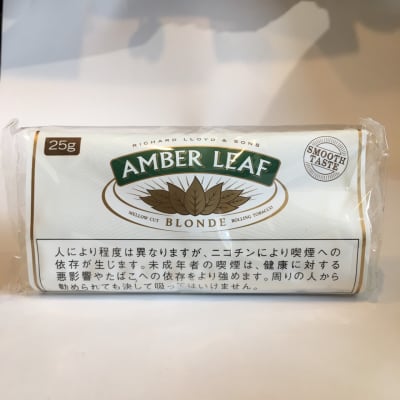 25g
RICHARD LLOYD & SONS
AMBER LEAF
SMOOTH
TASTE
MELLOW CUT BLONDE ROLLING TOBACCO
人により程度は異なりますが、ニコチンにより喫煙への
依存が生じます。未成年者の喫煙は、健康に対する
悪影響やたばこへの依存をより強めます。周りの人から
勧められても決して吸ってはいけません。